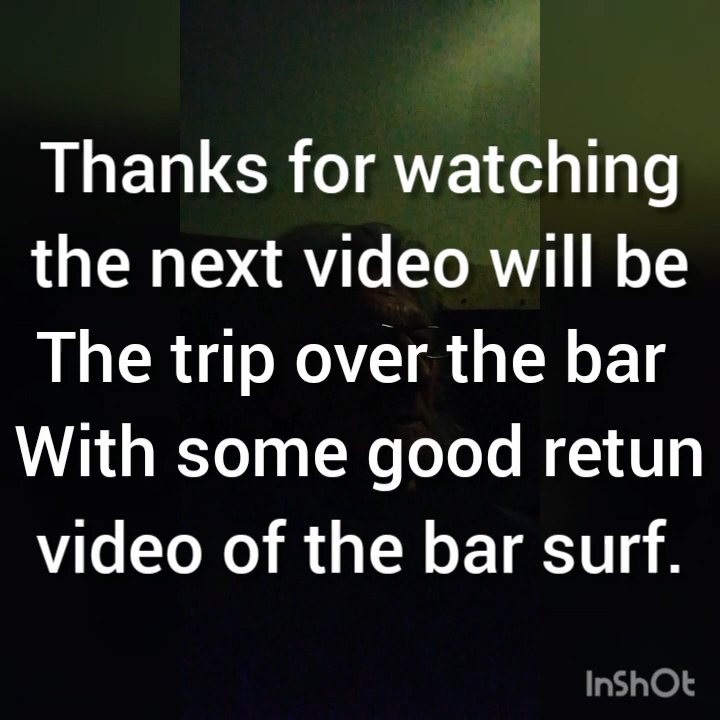 Thanks for watching
the next video will be
The trip over the bar
With some good retun
video of the bar surf.
InShOt